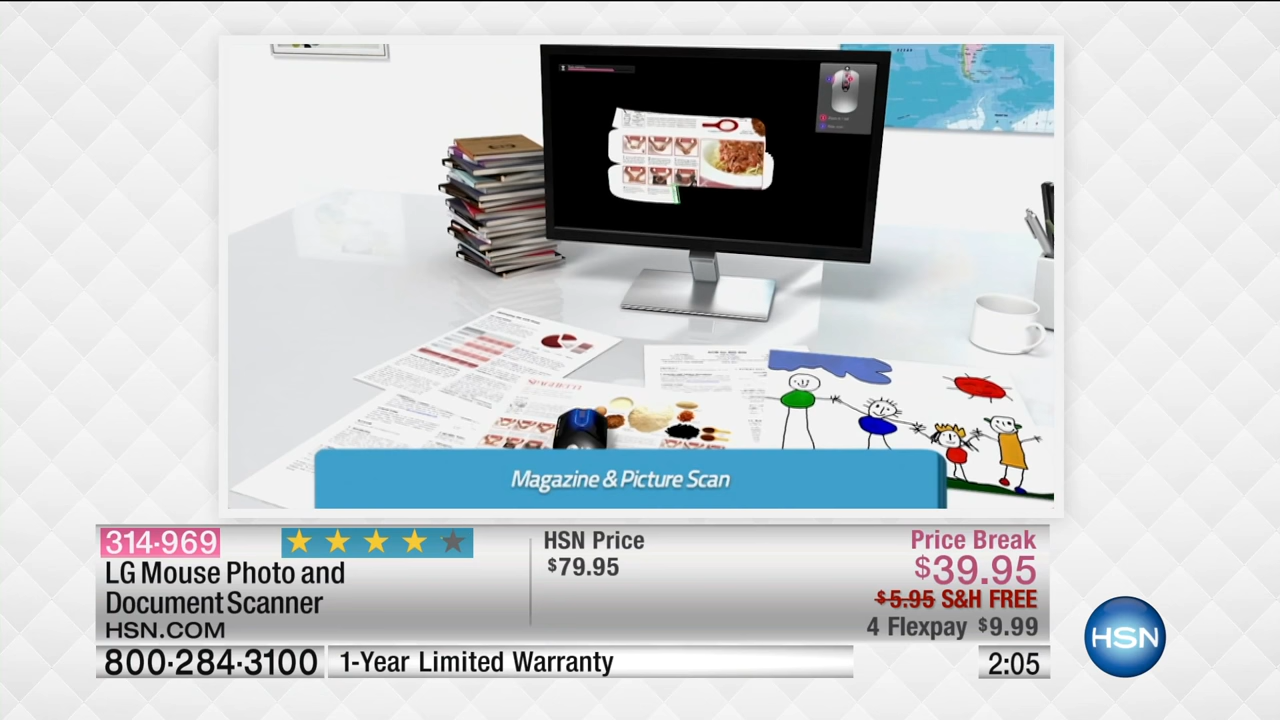 SPAGHETTI
Magazine & Picture Scan
314-969
LG Mouse Photo and
Document Scanner
HSN.COM
HSN Price
$79.95
Price Break
$39.95
$5.95 S&H FREE
4 Flexpay $9.99
800·284·3100
1-Year Limited Warranty
2:05
HSN